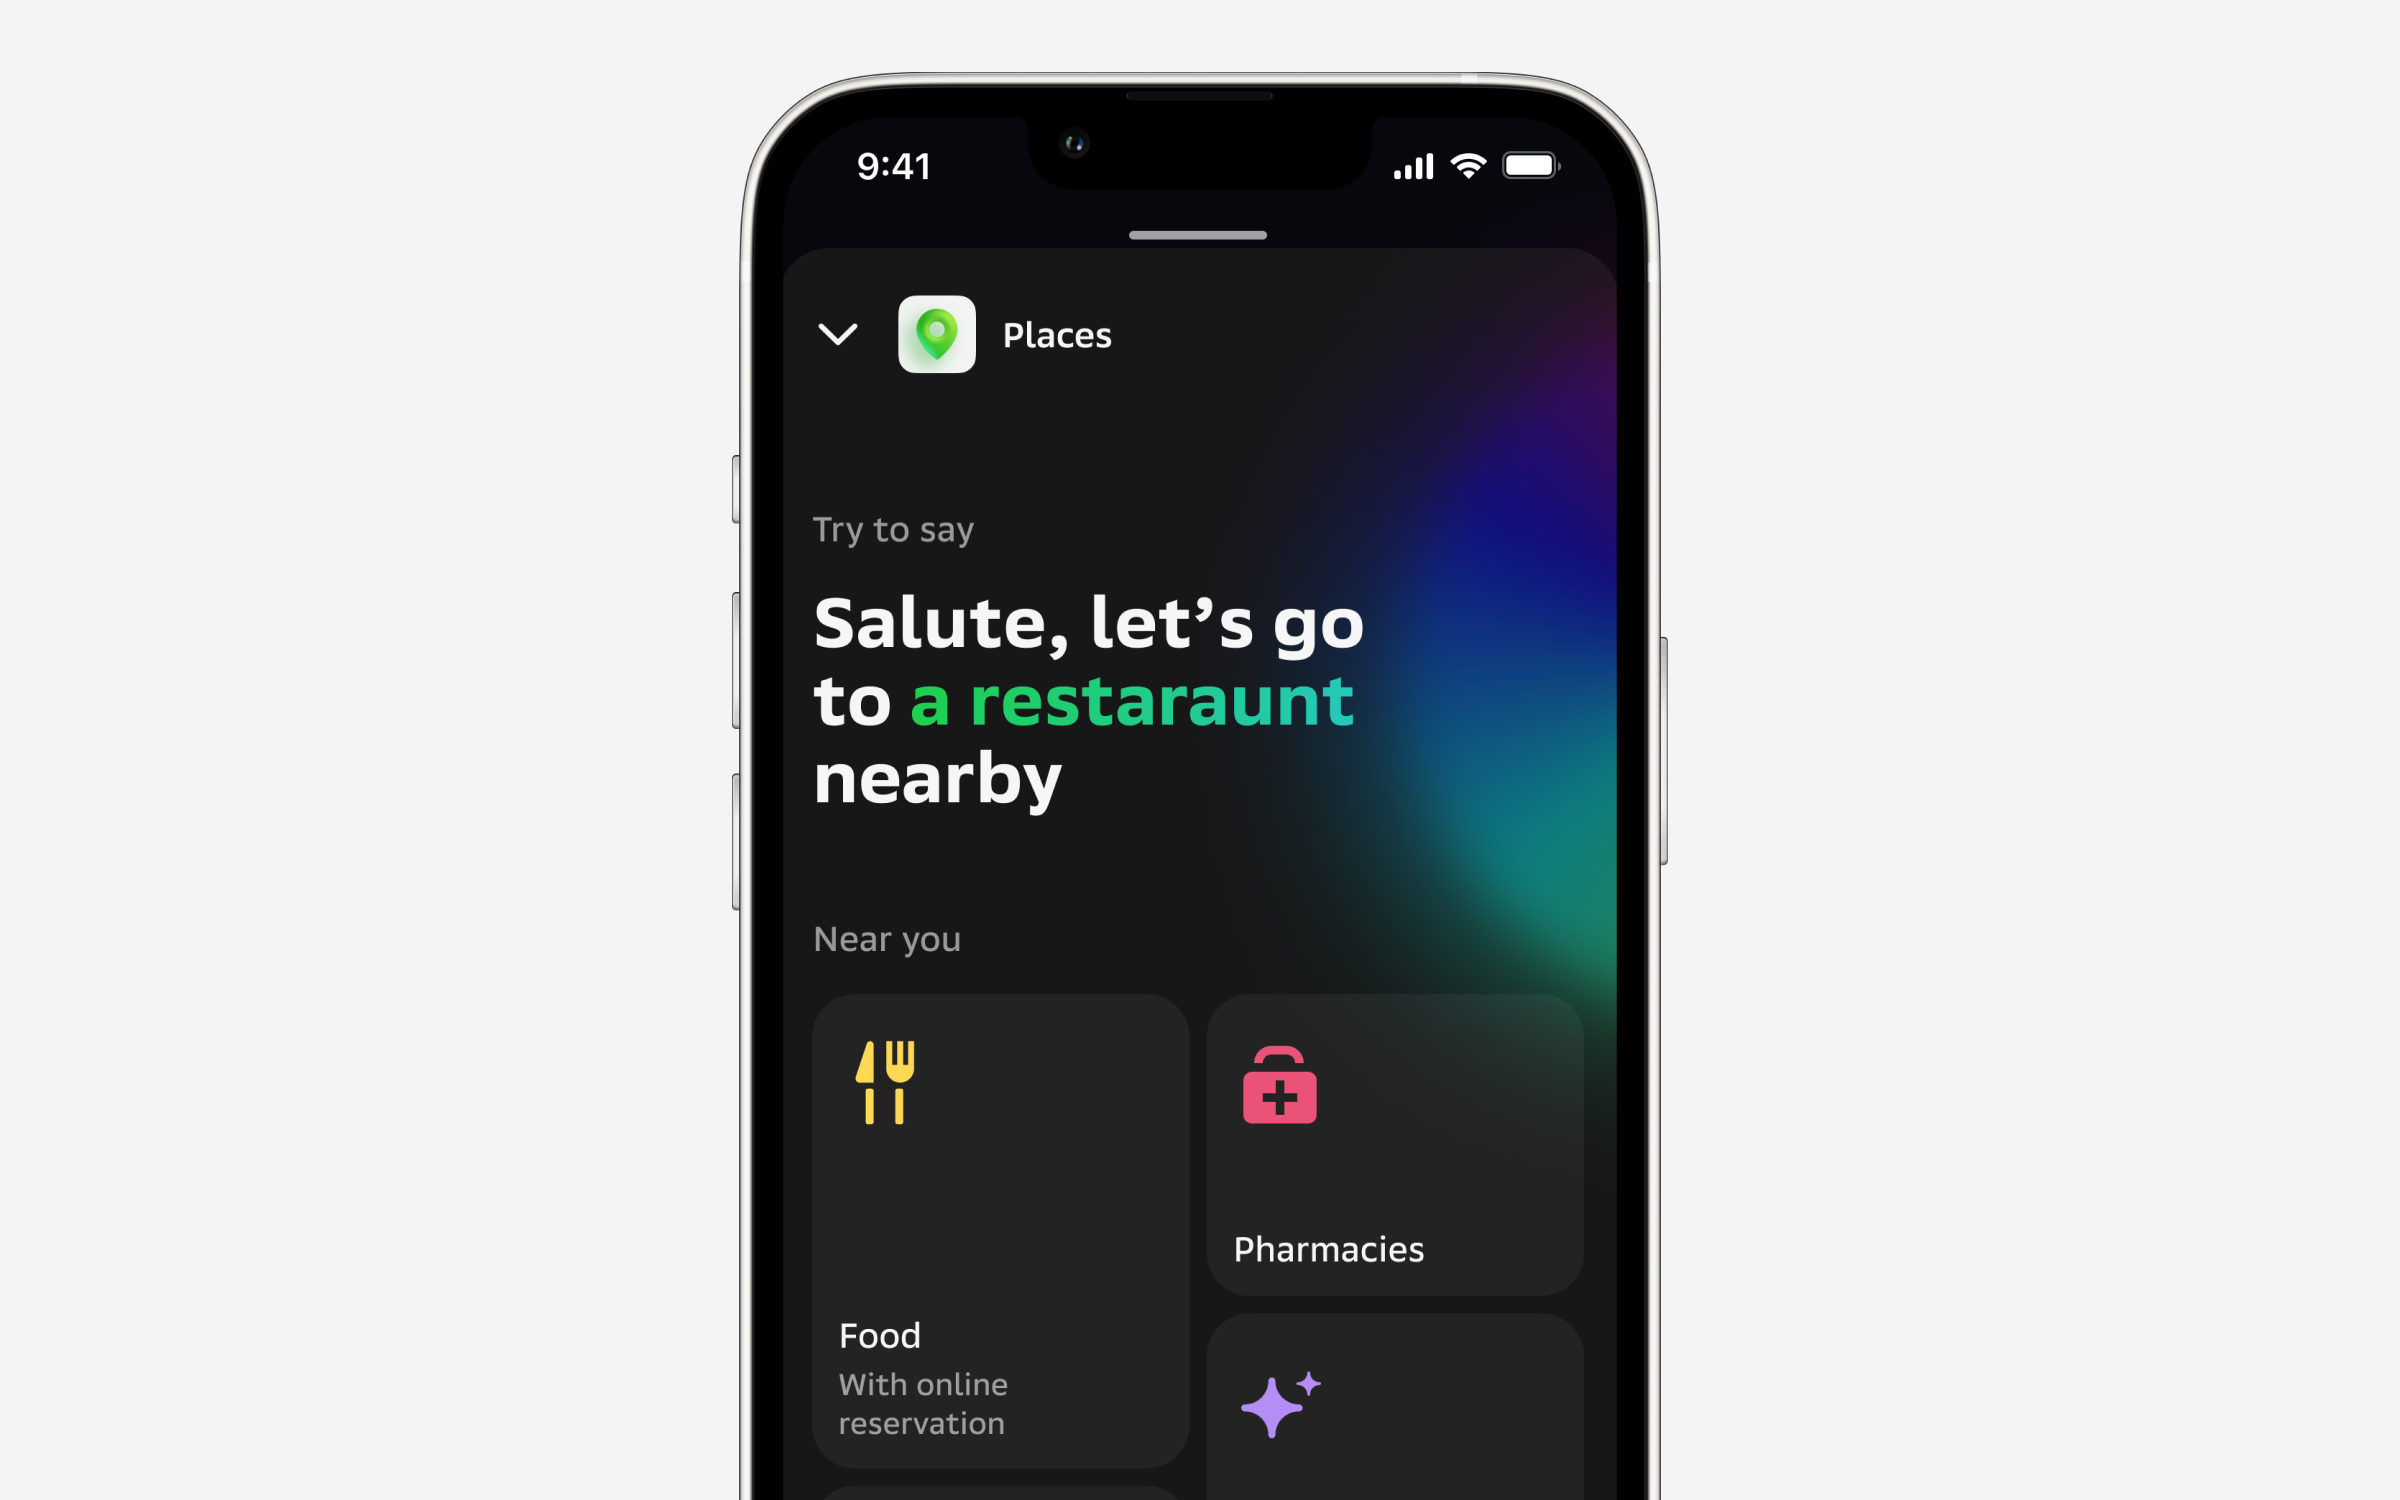 9:41
Places
Try to say
Salute, let’s go
to a restaraunt
nearby
Near you
Food
With online
reservation
Pharmacies